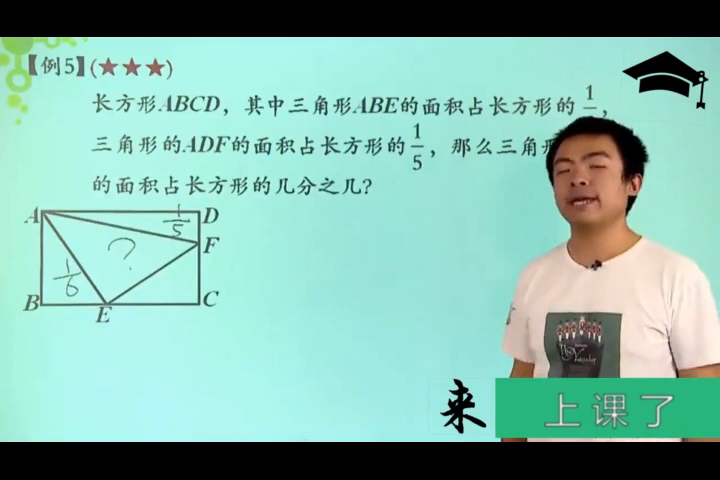 【例5】(★★★)
长方形ABCD，其中三角形ABE的面积占长方形的 1
三角形的ADF的面积占长方形的1/5，那么三角形
的面积占长方形的几分之几?
A 1/5 D
F
?
1/6
B E C
来 上课了